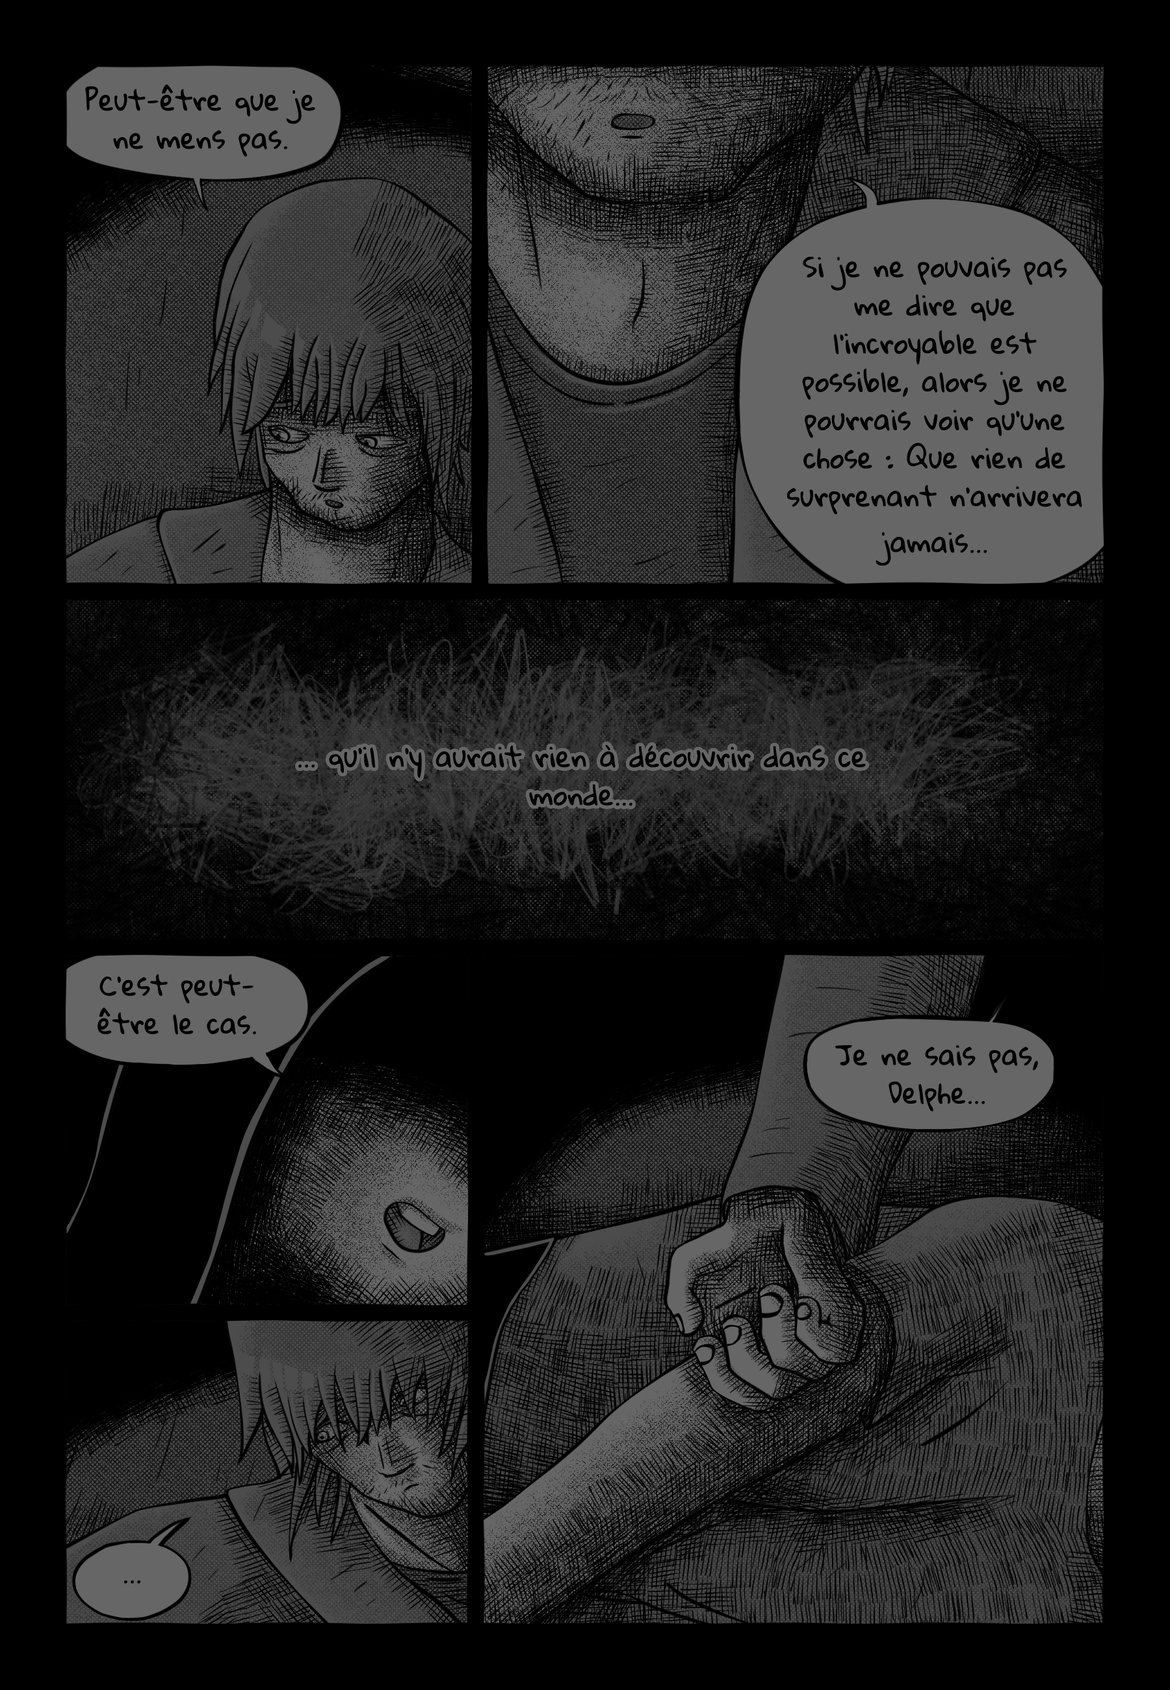 Peut-être que je
ne mens pas.
Si je ne pouvais pas
me dire que
l'incroyable est
possible, alors je ne
pourrais voir qu'une
chose : Que rien de
surprenant n'arrivera
jamais...
... qu'il n'y aurait rien à découvrir dans ce
monde...
C'est peut-
être le cas.
Je ne sais pas,
Delphe...
...